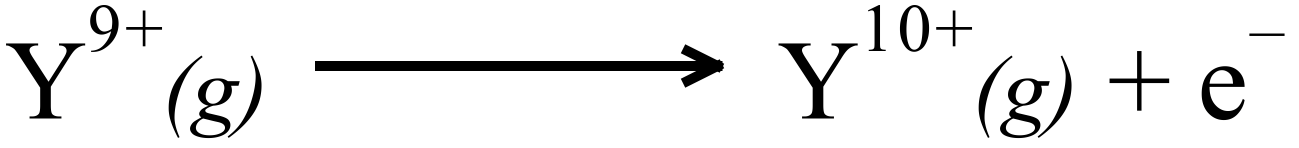 Y⁹⁺(g) ⟶ Y¹⁰⁺(g) + e⁻